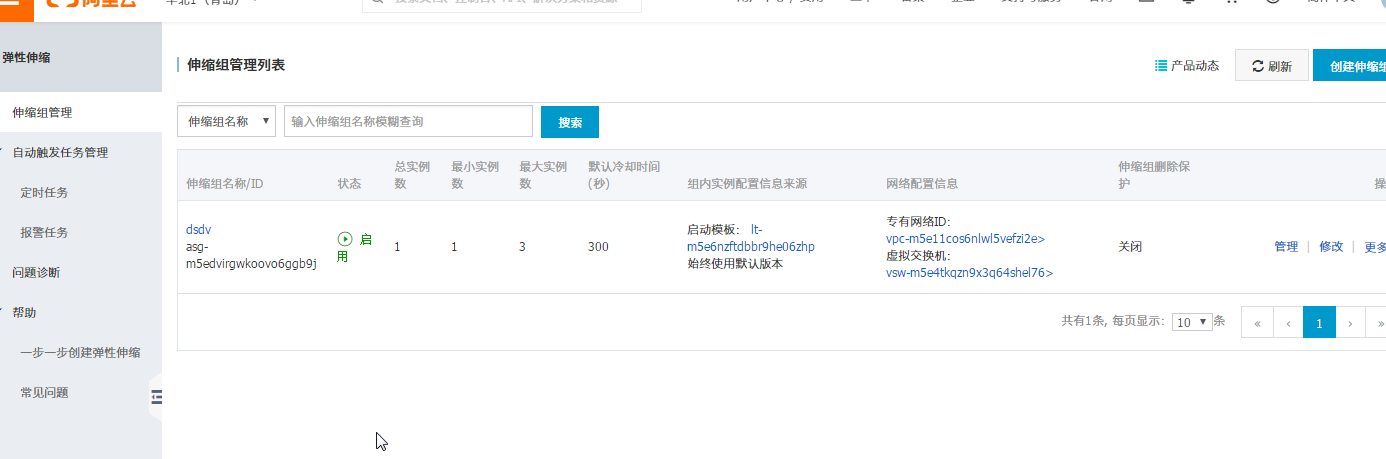 阿里云
华北1（青岛）
弹性伸缩
伸缩组管理
自动触发任务管理
定时任务
报警任务
问题诊断
帮助
一步一步创建弹性伸缩
常见问题
伸缩组管理列表
产品动态
刷新
创建伸缩组
伸缩组名称
输入伸缩组名称模糊查询
搜索
伸缩组名称/ID
状态
总实例
数
最小实例
数
最大实例
数
默认冷却时间
(秒)
组内实例配置信息来源
网络配置信息
伸缩组删除保
护
操
dsdv
asg-
m5edvirgwkoovo6ggb9j
启
用
1
1
3
300
启动模板： lt-
m5e6nzftdbbr9he06zhp
始终使用默认版本
专有网络ID:
vpc-m5e11cos6nlwl5vefzi2e>
虚拟交换机:
vsw-m5e4tkqzn9x3q64shel76>
关闭
管理 | 修改 | 更多
共有1条, 每页显示: 10 条
« ‹ 1 › »